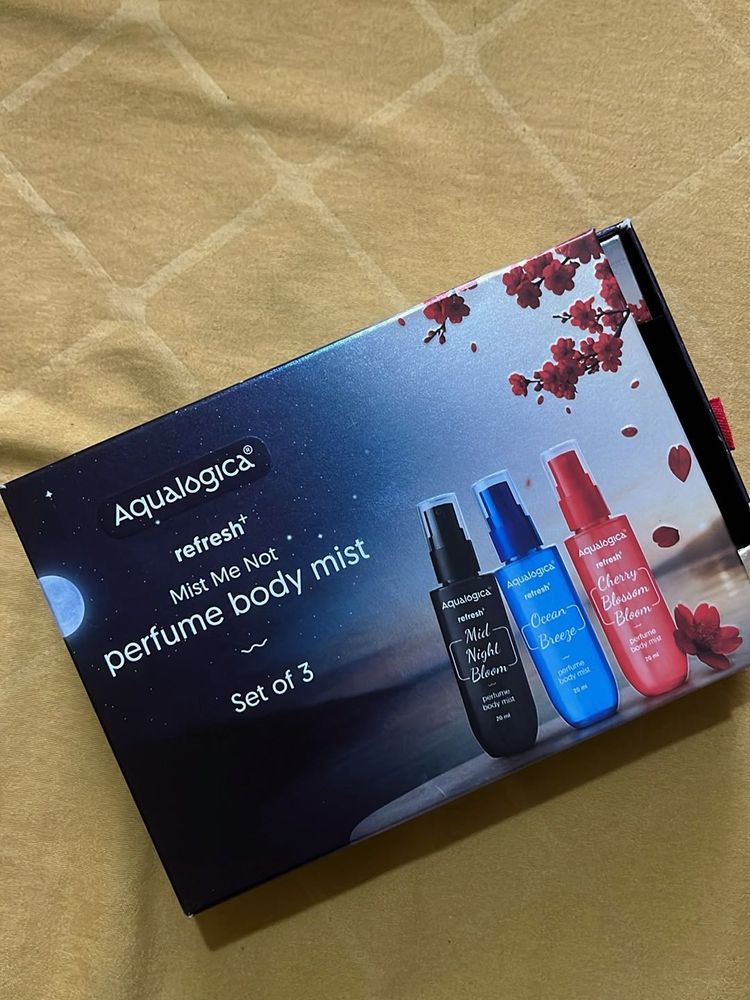 Aqualogica®
refresh+
Mist Me Not
perfume body mist
Set of 3
Aqualogica
refresh+
Mid
Night
Bloom
perfume
body mist
20 ml
Aqualogica
refresh+
Ocean
Breeze
perfume
body mist
20 ml
Aqualogica
refresh+
Cherry
Blossom
Bloom
perfume
body mist
20 ml